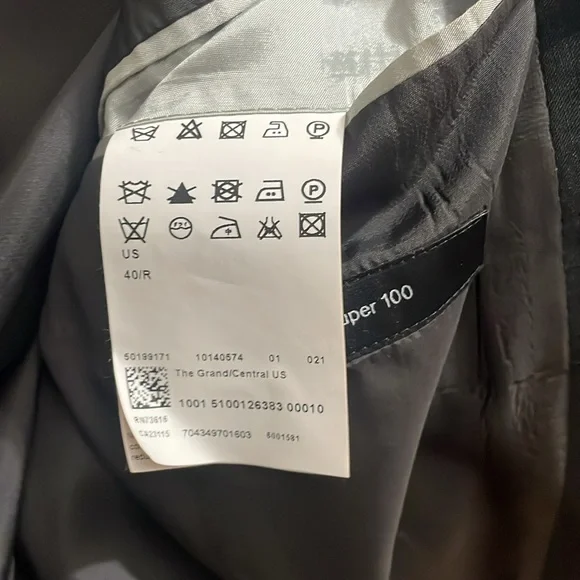 P
P
US
40/R
uper 100
50199171 10140574 01 021
The Grand/Central US
1001 5100126383 00010
RN73616
CA23115 704349701603 6001581